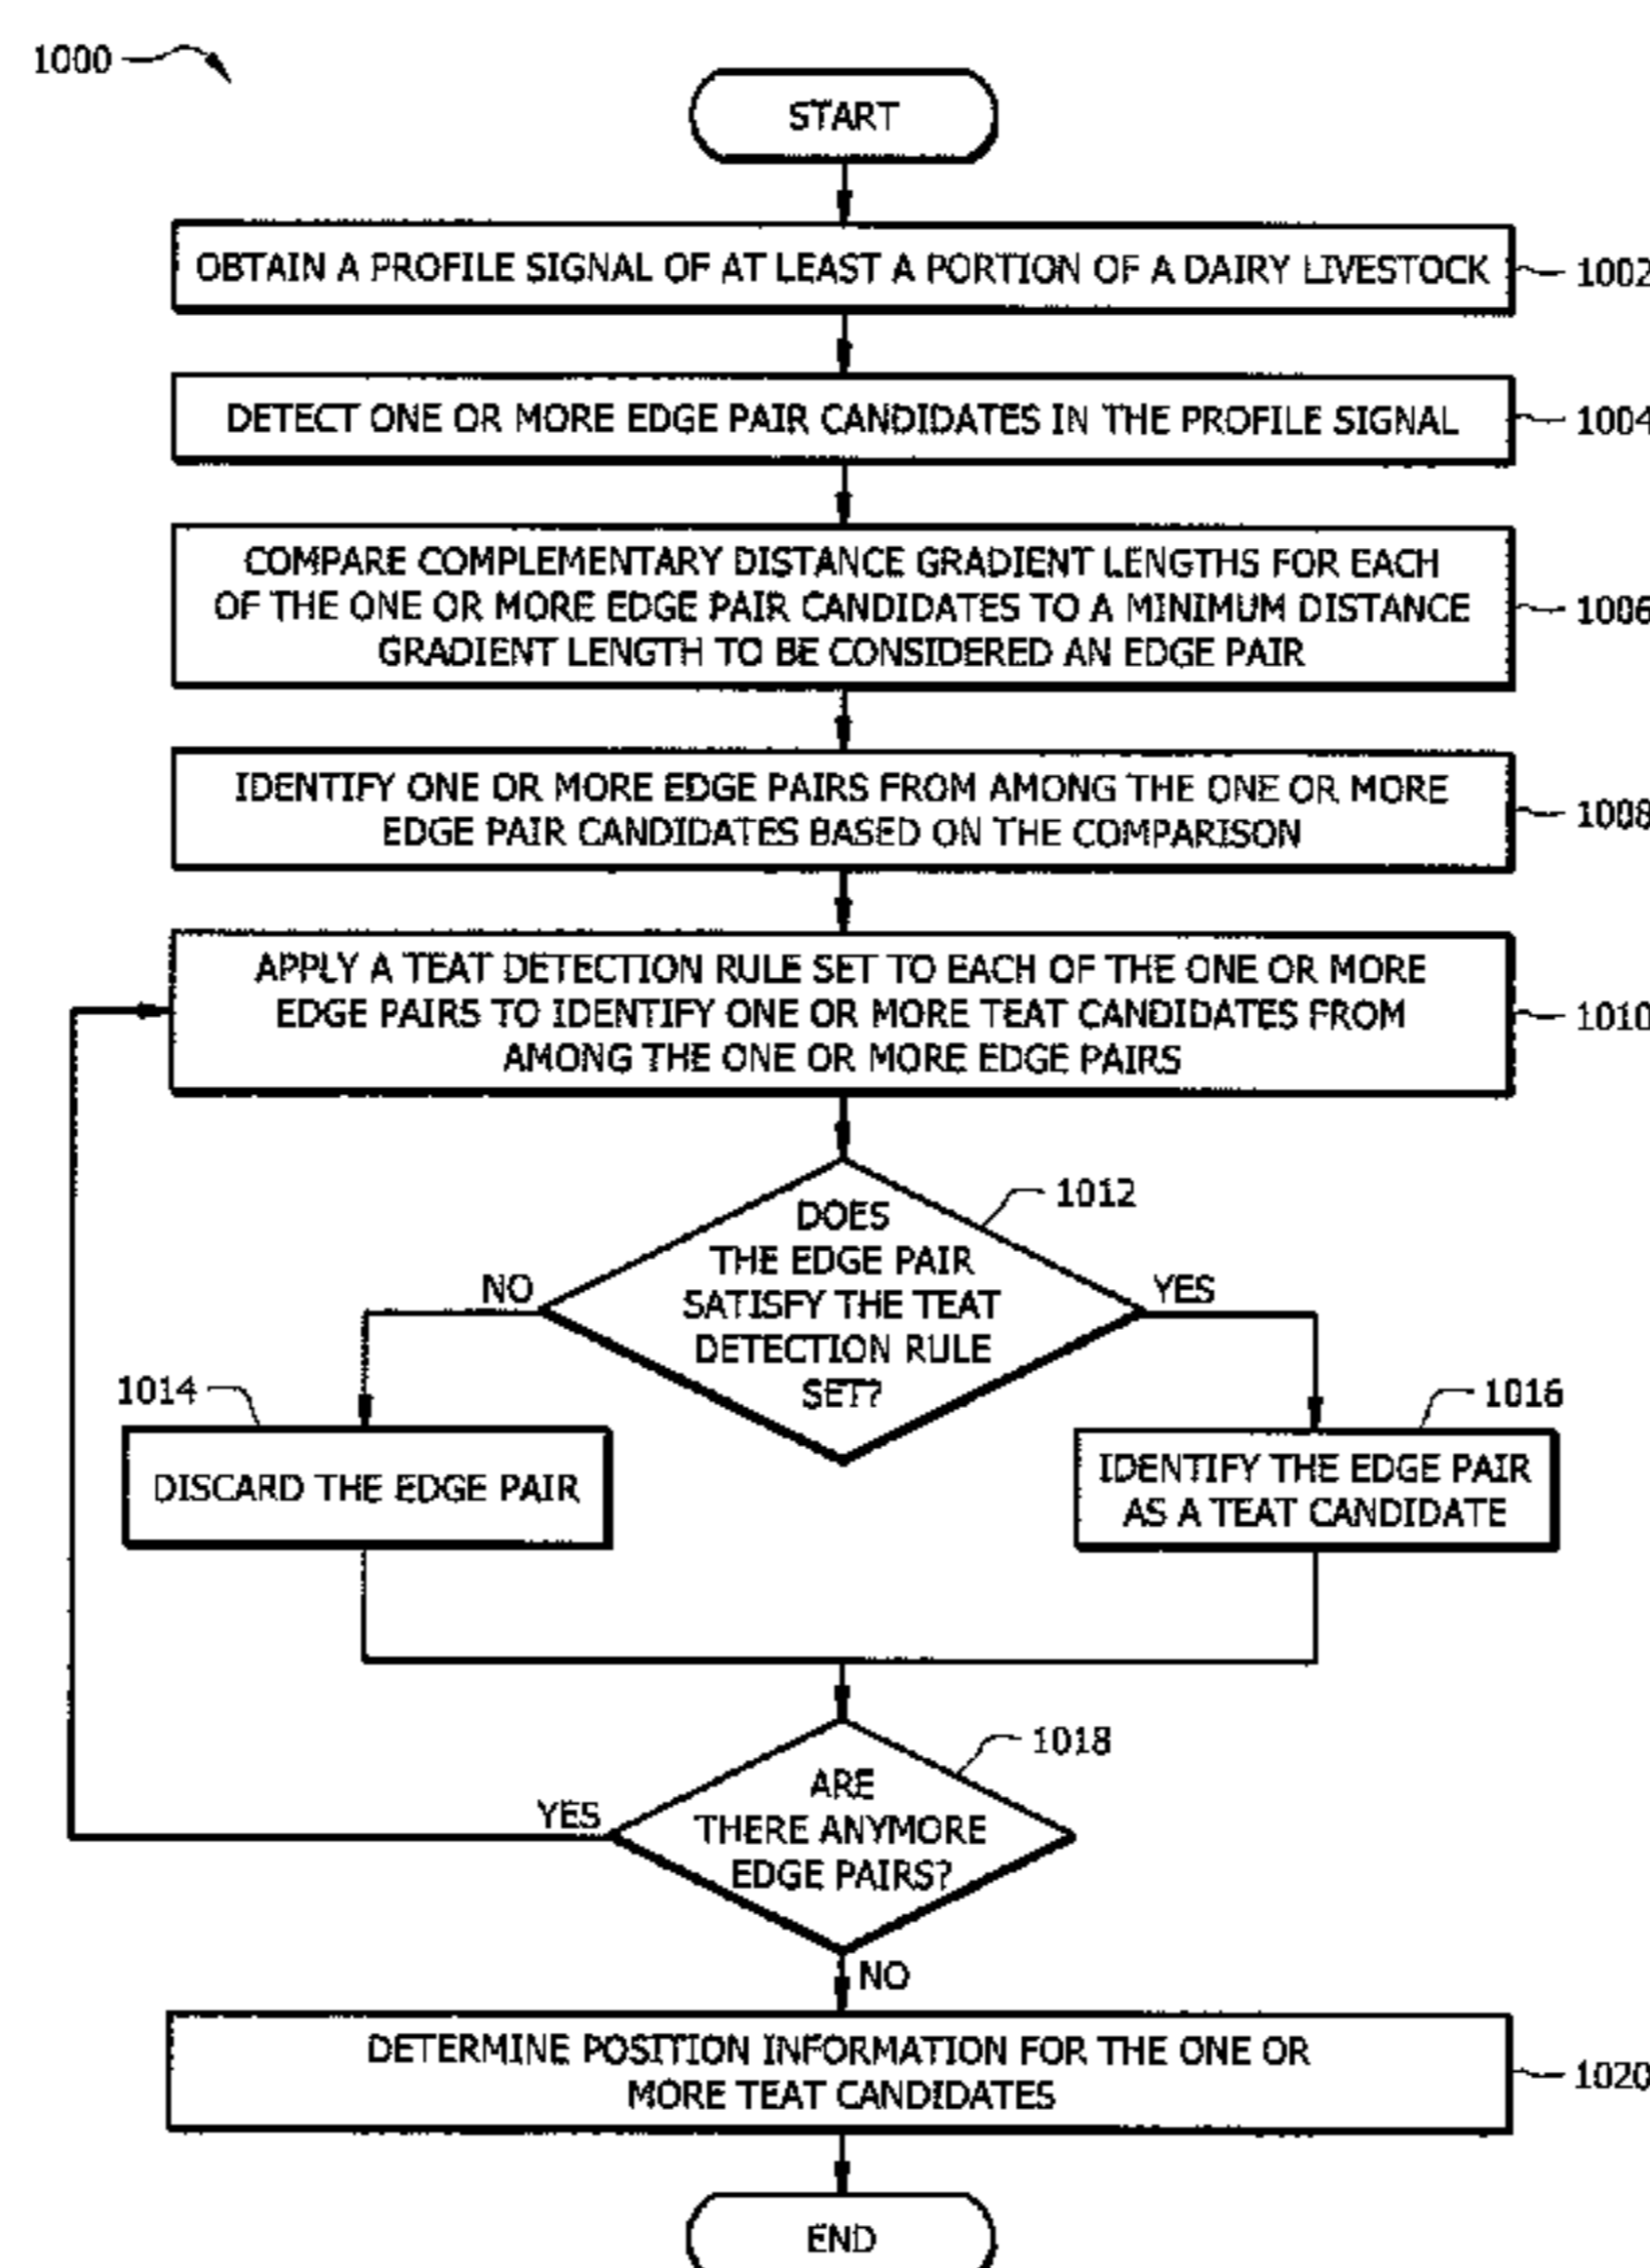 1000
START
OBTAIN A PROFILE SIGNAL OF AT LEAST A PORTION OF A DAIRY LIVESTOCK
1002
DETECT ONE OR MORE EDGE PAIR CANDIDATES IN THE PROFILE SIGNAL
1004
COMPARE COMPLEMENTARY DISTANCE GRADIENT LENGTHS FOR EACH
OF THE ONE OR MORE EDGE PAIR CANDIDATES TO A MINIMUM DISTANCE
GRADIENT LENGTH TO BE CONSIDERED AN EDGE PAIR
1006
IDENTIFY ONE OR MORE EDGE PAIRS FROM AMONG THE ONE OR MORE
EDGE PAIR CANDIDATES BASED ON THE COMPARISON
1008
APPLY A TEAT DETECTION RULE SET TO EACH OF THE ONE OR MORE
EDGE PAIRS TO IDENTIFY ONE OR MORE TEAT CANDIDATES FROM
AMONG THE ONE OR MORE EDGE PAIRS
1010
1012
DOES
THE EDGE PAIR
SATISFY THE TEAT
DETECTION RULE
SET?
NO
YES
1014
DISCARD THE EDGE PAIR
1016
IDENTIFY THE EDGE PAIR
AS A TEAT CANDIDATE
1018
ARE
THERE ANYMORE
EDGE PAIRS?
YES
NO
DETERMINE POSITION INFORMATION FOR THE ONE OR
MORE TEAT CANDIDATES
1020
END